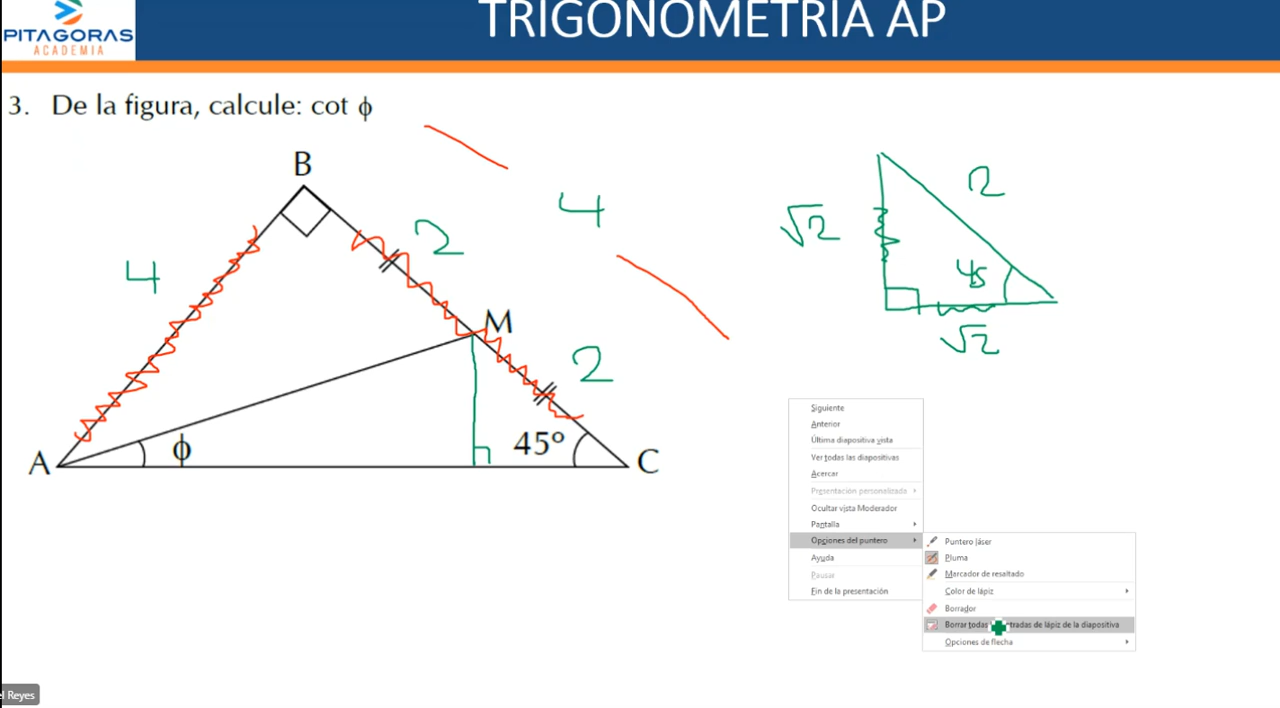 TRIGONOMETRIA AP
PITAGORAS
ACADEMIA
3. De la figura, calcule: cot ϕ
B
4
2
4
M
2
A
ϕ
45º
C
√2
2
45
√2
Siguiente
Anterior
Última diapositiva vista
Ver todas las diapositivas
Acercar
Presentación personalizada
Ocultar vista Moderador
Pantalla
Opciones del puntero
Ayuda
Pausar
Fin de la presentación
Puntero láser
Pluma
Marcador de resaltado
Color de lápiz
Borrador
Borrar todas tradas de lápiz de la diapositiva
Opciones de flecha
el Reyes